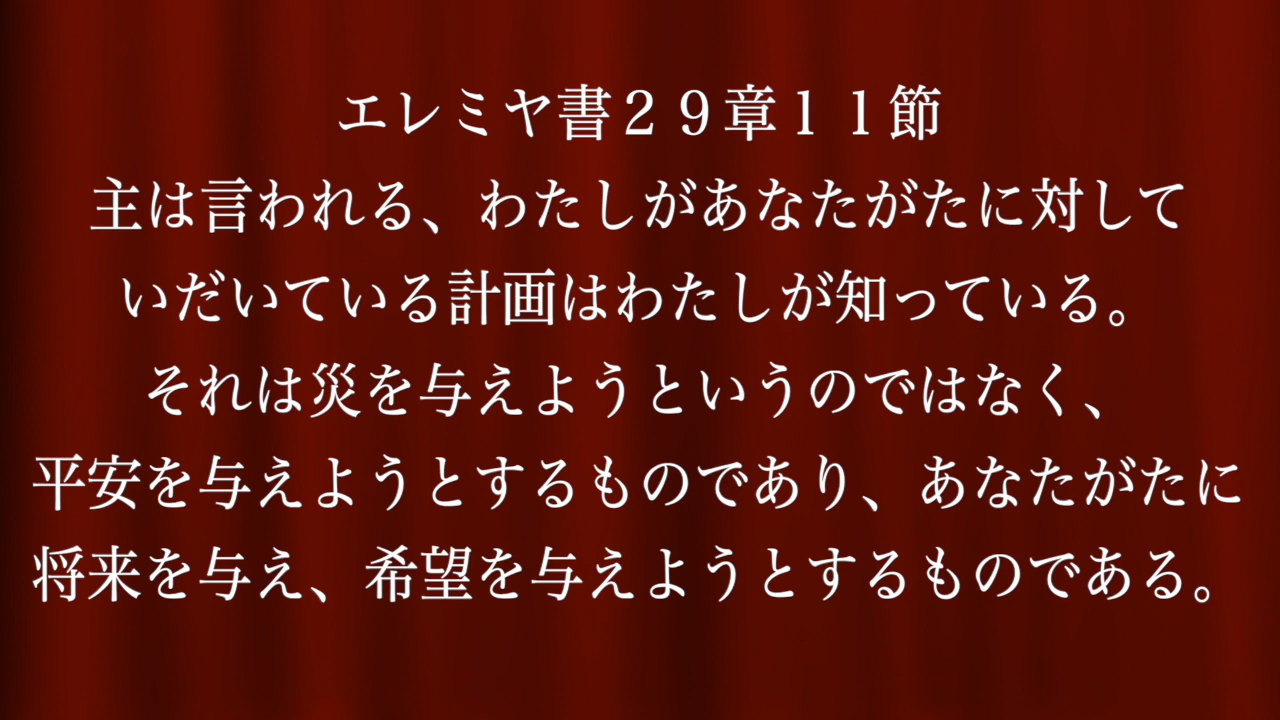 エレミヤ書２９章１１節
主は言われる、わたしがあなたがたに対して
いだいている計画はわたしが知っている。
それは災を与えようというのではなく、
平安を与えようとするものであり、あなたがたに
将来を与え、希望を与えようとするものである。